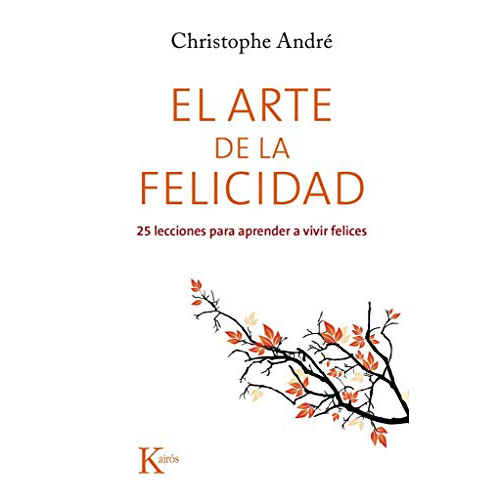 Christophe André
EL ARTE
DE LA
FELICIDAD
25 lecciones para aprender a vivir felices
Kairós